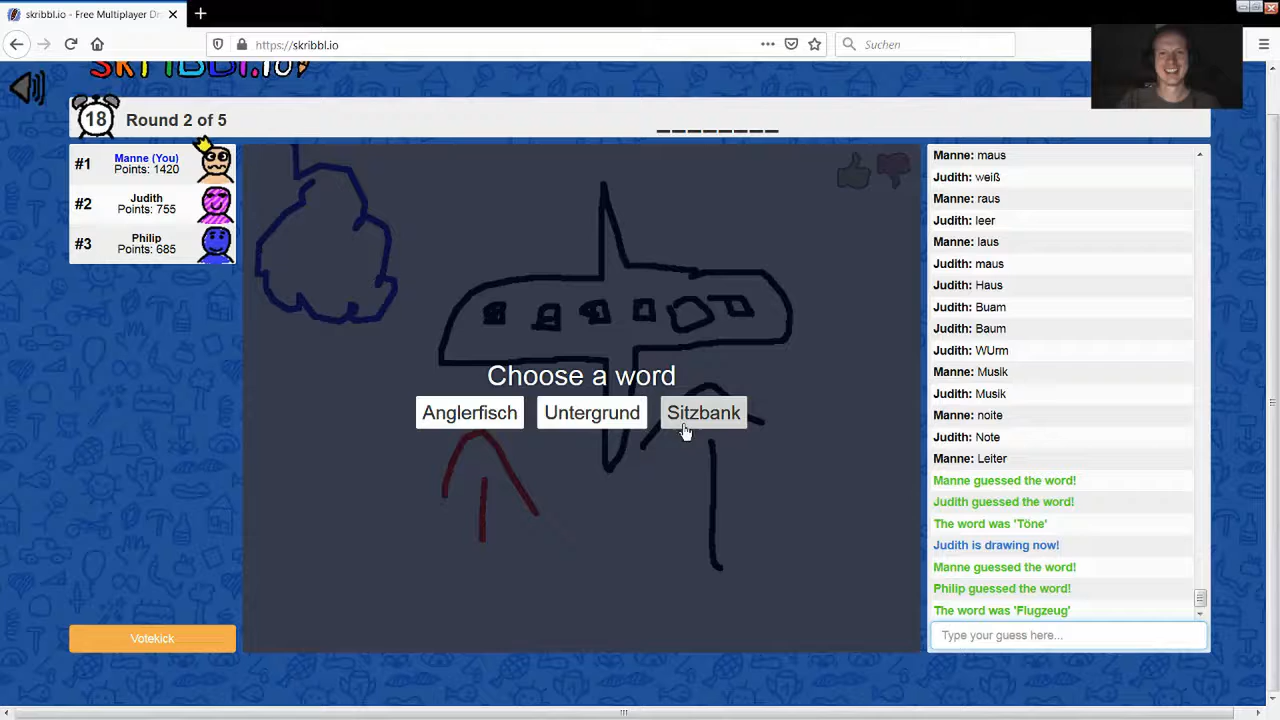 skribbl.io - Free Multiplayer Dr
https://skribbl.io
Suchen
SKRIBBL.IO
18
Round 2 of 5
________
#1
Manne (You)
Points: 1420
#2
Judith
Points: 755
#3
Philip
Points: 685
Votekick
Choose a word
Anglerfisch
Untergrund
Sitzbank
Manne: maus
Judith: weiß
Manne: raus
Judith: leer
Manne: laus
Judith: maus
Judith: Haus
Judith: Buam
Judith: Baum
Judith: WUrm
Manne: Musik
Judith: Musik
Manne: noite
Judith: Note
Manne: Leiter
Manne guessed the word!
Judith guessed the word!
The word was 'Töne'
Judith is drawing now!
Manne guessed the word!
Philip guessed the word!
The word was 'Flugzeug'
Type your guess here...